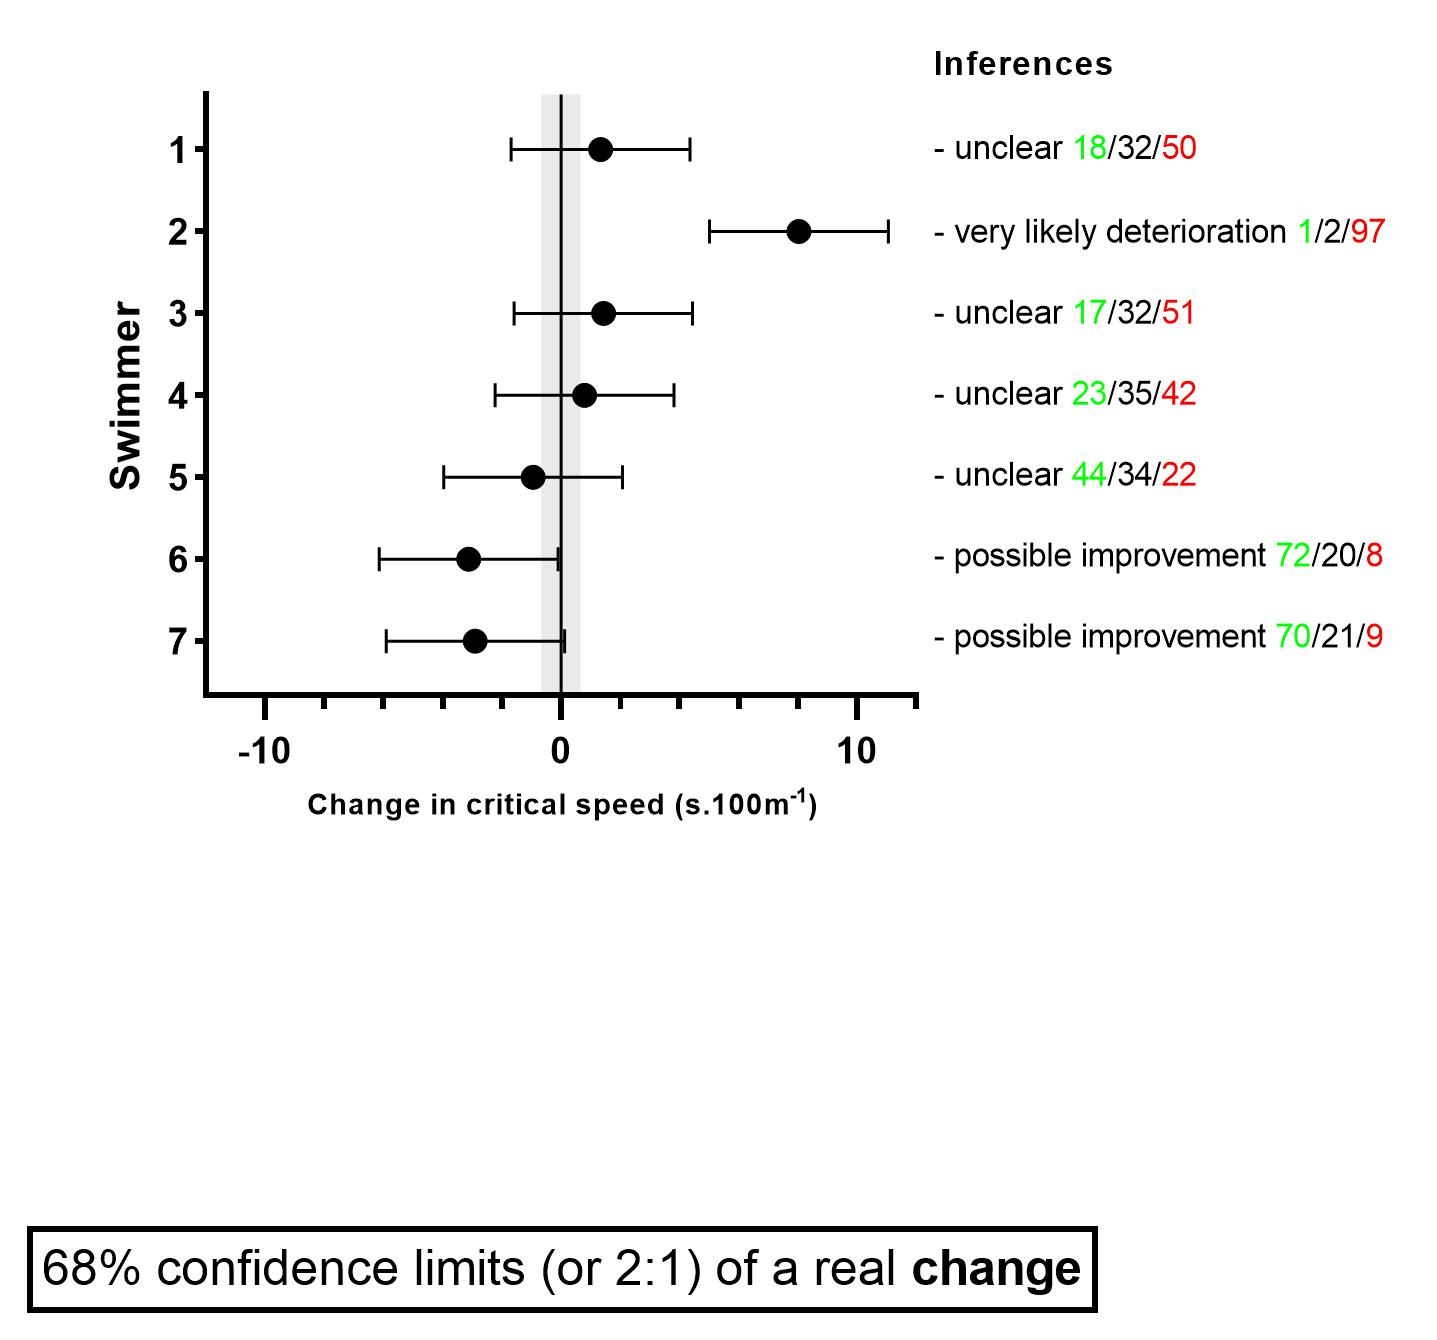 Inferences
1 - unclear 18/32/50
2 - very likely deterioration 1/2/97
3 - unclear 17/32/51
4 - unclear 23/35/42
5 - unclear 44/34/22
6 - possible improvement 72/20/8
7 - possible improvement 70/21/9
Swimmer
-10 0 10
Change in critical speed (s.100m⁻¹)
68% confidence limits (or 2:1) of a real change